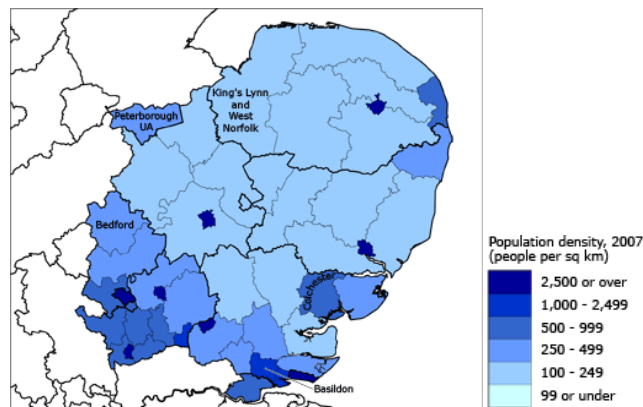 King's Lynn
and
West
Norfolk
Peterborough
UA
Bedford
Colchester
Basildon
Population density, 2007
(people per sq km)
2,500 or over
1,000 - 2,499
500 - 999
250 - 499
100 - 249
99 or under